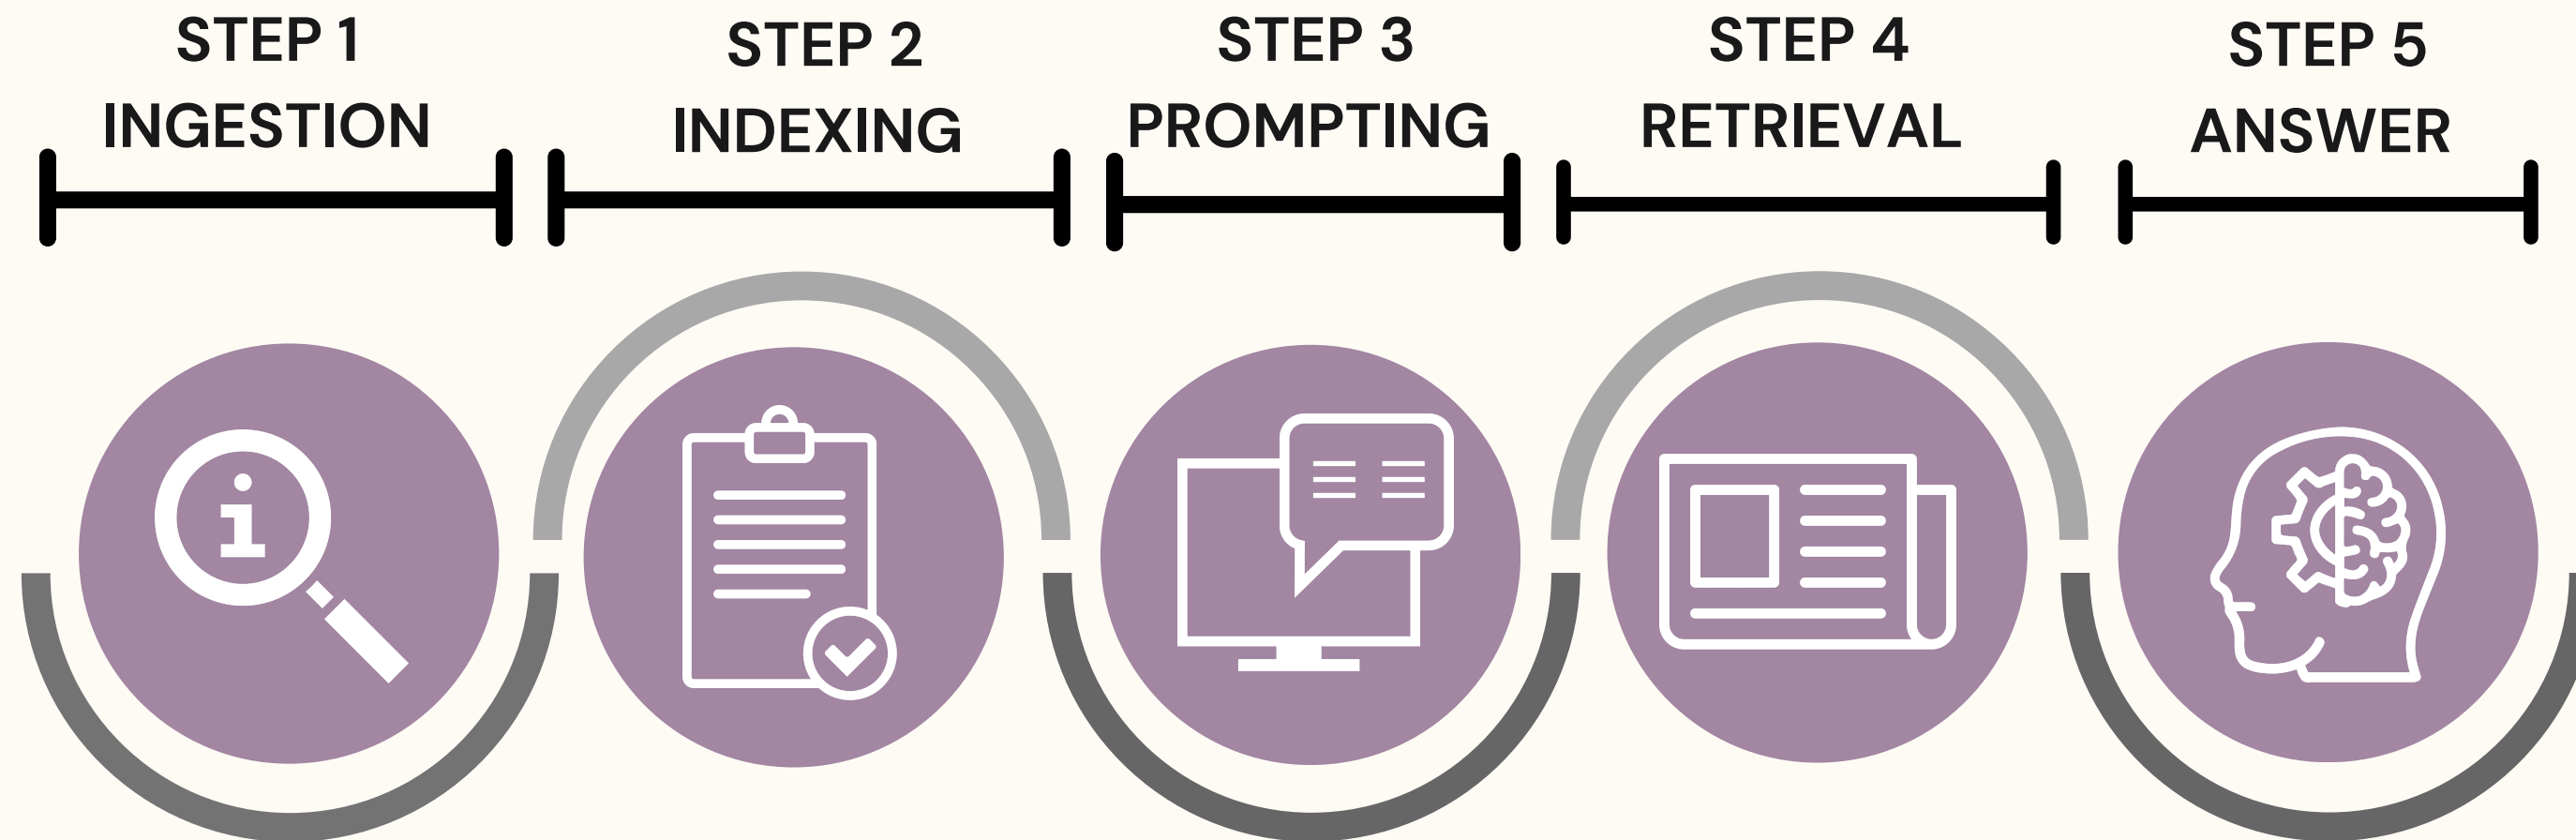 STEP 1
INGESTION
STEP 2
INDEXING
STEP 3
PROMPTING
STEP 4
RETRIEVAL
STEP 5
ANSWER
i